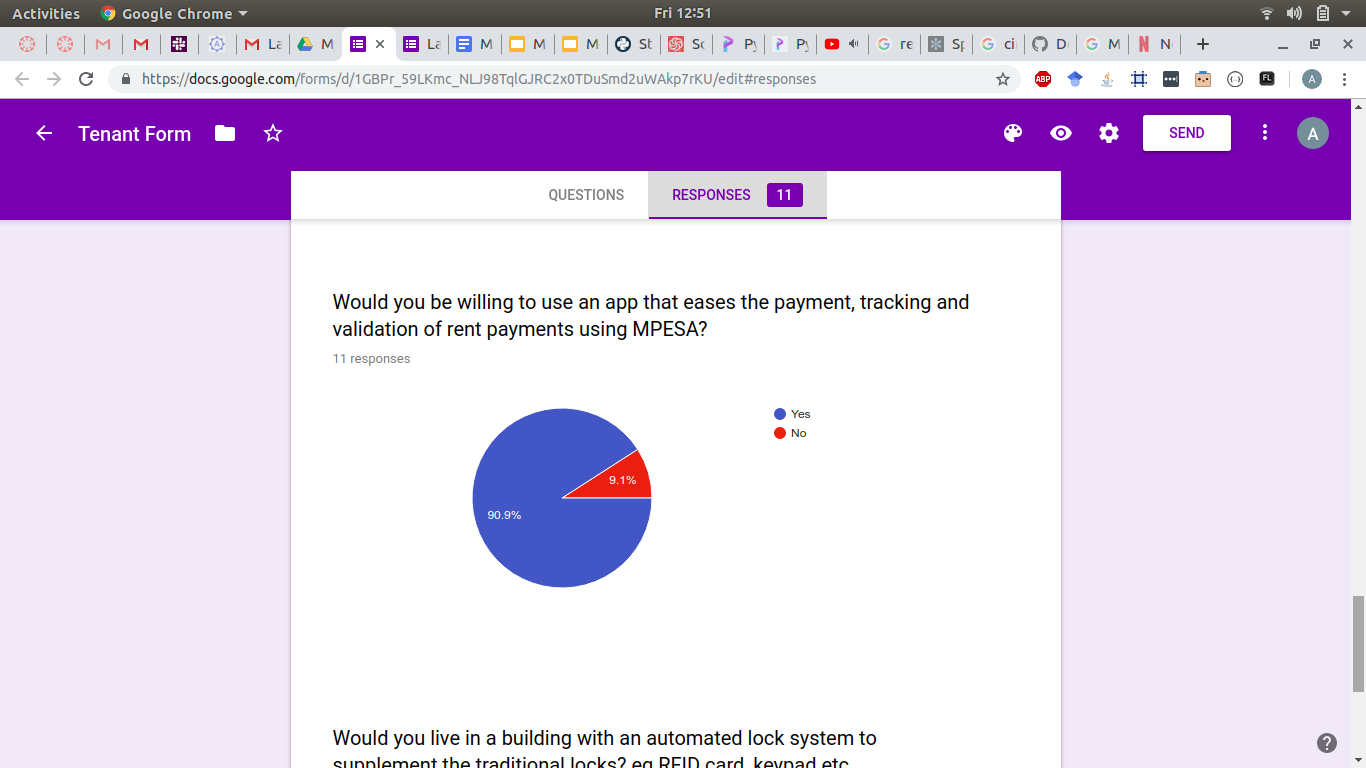 Activities
Google Chrome
Fri 12:51
La
M
La
M
M
M
St
Sc
Py
Py
re
Sp
ci
D
M
N
https://docs.google.com/forms/d/1GBPr_59LKmc_NLJ98TqlGJRC2x0TDuSmd2uWAkp7rKU/edit#responses
ABP
FL
A
Tenant Form
SEND
A
QUESTIONS
RESPONSES
11
Would you be willing to use an app that eases the payment, tracking and
validation of rent payments using MPESA?
11 responses
Yes
No
9.1%
90.9%
Would you live in a building with an automated lock system to
supplement the traditional locks? eg RFID card, keypad etc